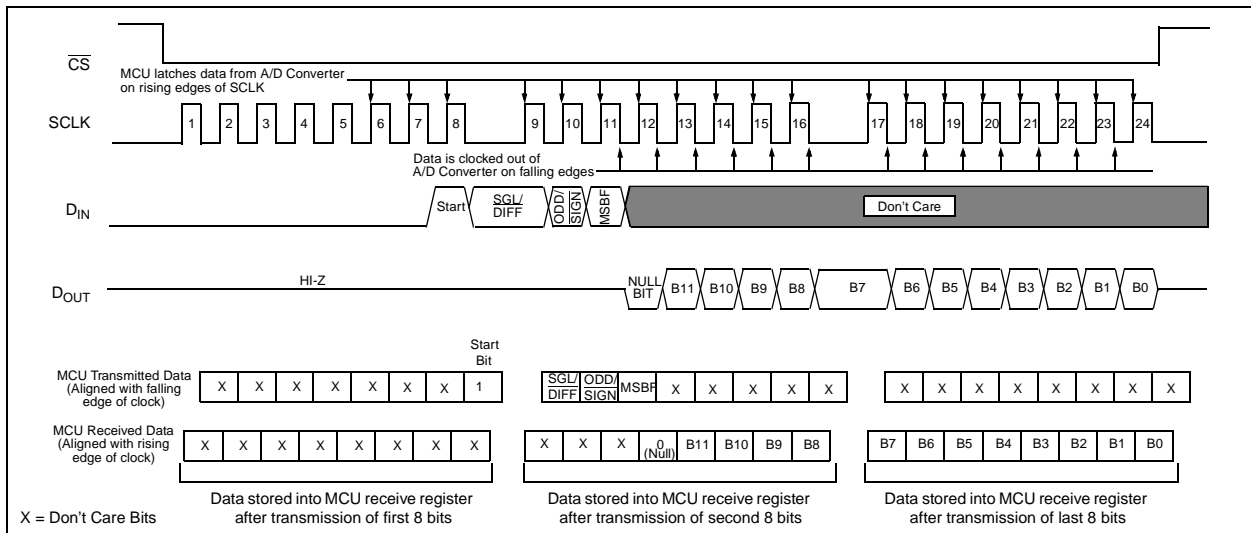 CS
MCU latches data from A/D Converter
on rising edges of SCLK
SCLK
1 2 3 4 5 6 7 8 9 10 11 12 13 14 15 16 17 18 19 20 21 22 23 24
Data is clocked out of
A/D Converter on falling edges
DIN
Start
SGL/
DIFF
ODD/
SIGN
MSBF
Don't Care
HI-Z
DOUT
NULL
BIT
B11 B10 B9 B8 B7 B6 B5 B4 B3 B2 B1 B0
Start
Bit
MCU Transmitted Data
(Aligned with falling
edge of clock)
X X X X X X X 1
SGL/
DIFF
ODD/
SIGN
MSBF X X X X X
X X X X X X X X
MCU Received Data
(Aligned with rising
edge of clock)
X X X X X X X X
X X X 0
(Null)
B11 B10 B9 B8
B7 B6 B5 B4 B3 B2 B1 B0
Data stored into MCU receive register
after transmission of first 8 bits
Data stored into MCU receive register
after transmission of second 8 bits
Data stored into MCU receive register
after transmission of last 8 bits
X = Don't Care Bits